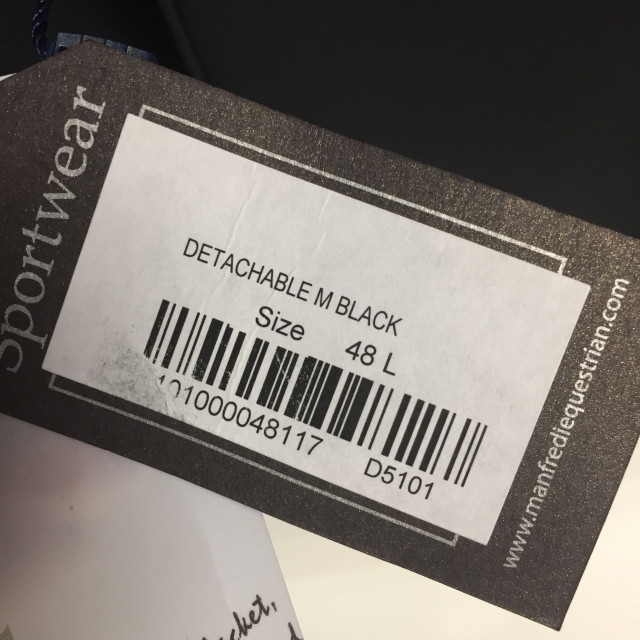 Sportwear
DETACHABLE M BLACK
Size 48 L
101000048117 D5101
www.manfrediequestrian.com